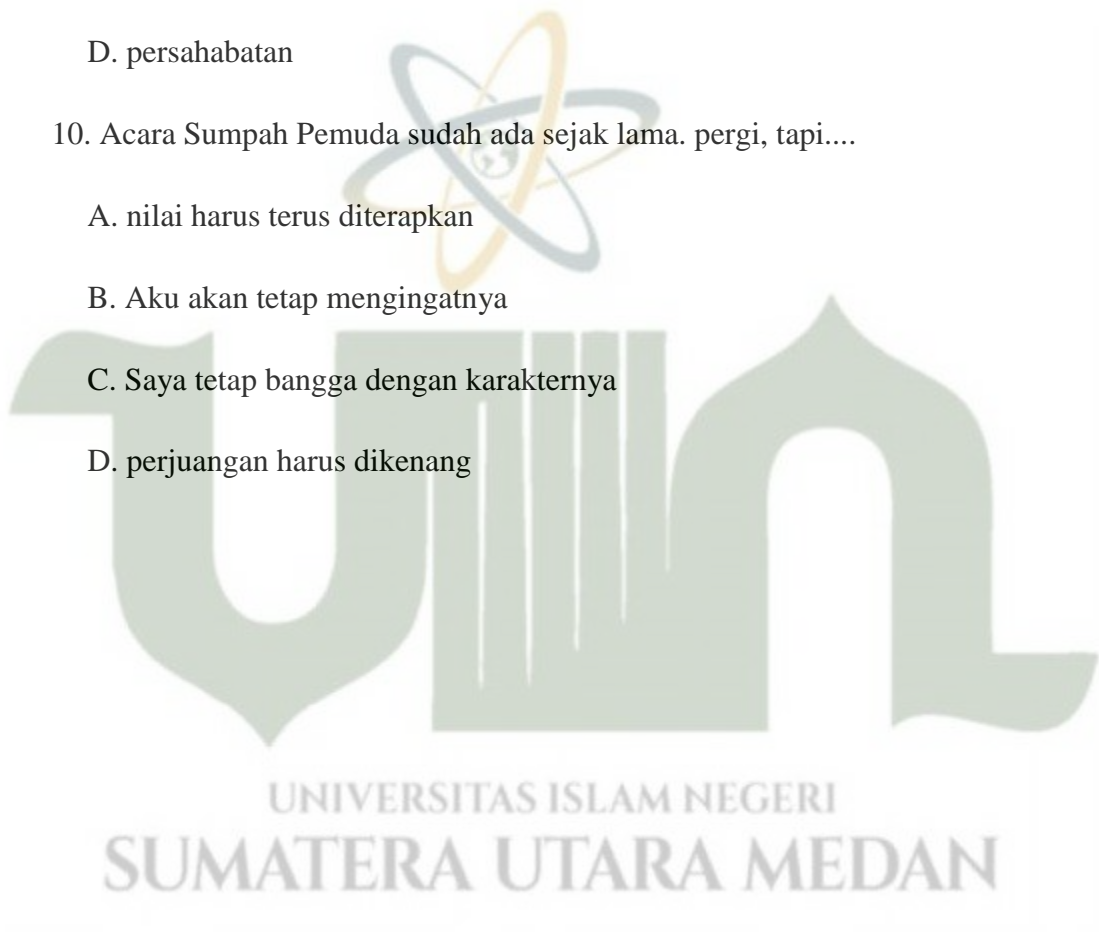 D. persahabatan
10. Acara Sumpah Pemuda sudah ada sejak lama. pergi, tapi....
A. nilai harus terus diterapkan
B. Aku akan tetap mengingatnya
C. Saya tetap bangga dengan karakternya
D. perjuangan harus dikenang
UNIVERSITAS ISLAM NEGERI
SUMATERA UTARA MEDAN